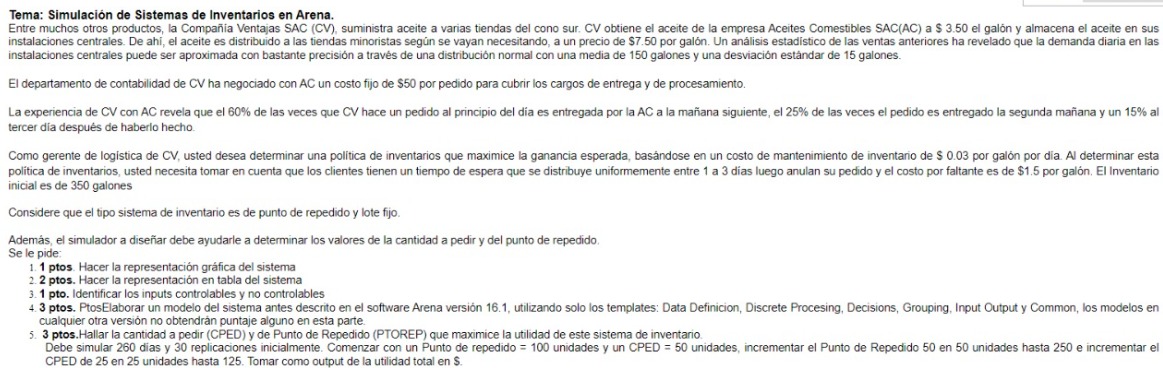 Tema: Simulación de Sistemas de Inventarios en Arena.
Entre muchos otros productos, la Compañía Ventajas SAC (CV), suministra aceite a varias tiendas del cono sur. CV obtiene el aceite de la empresa Aceites Comestibles SAC(AC) a $ 3.50 el galón y almacena el aceite en sus
instalaciones centrales. De ahí, el aceite es distribuido a las tiendas minoristas según se vayan necesitando, a un precio de $7.50 por galón. Un análisis estadístico de las ventas anteriores ha revelado que la demanda diaria en las
instalaciones centrales puede ser aproximada con bastante precisión a través de una distribución normal con una media de 150 galones y una desviación estándar de 15 galones.
El departamento de contabilidad de CV ha negociado con AC un costo fijo de $50 por pedido para cubrir los cargos de entrega y de procesamiento.
La experiencia de CV con AC revela que el 60% de las veces que CV hace un pedido al principio del día es entregada por la AC a la mañana siguiente, el 25% de las veces el pedido es entregado la segunda mañana y un 15% al
tercer día después de haberlo hecho.
Como gerente de logística de CV, usted desea determinar una política de inventarios que maximice la ganancia esperada, basándose en un costo de mantenimiento de inventario de $ 0.03 por galón por día. Al determinar esta
política de inventarios, usted necesita tomar en cuenta que los clientes tienen un tiempo de espera que se distribuye uniformemente entre 1 a 3 días luego anulan su pedido y el costo por faltante es de $1.5 por galón. El Inventario
inicial es de 350 galones
Considere que el tipo sistema de inventario es de punto de repedido y lote fijo.
Además, el simulador a diseñar debe ayudarle a determinar los valores de la cantidad a pedir y del punto de repedido.
Se le pide:
1. 1 ptos. Hacer la representación gráfica del sistema
2. 2 ptos. Hacer la representación en tabla del sistema
3. 1 pto. Identificar los inputs controlables y no controlables
4. 3 ptos. PtosElaborar un modelo del sistema antes descrito en el software Arena versión 16.1, utilizando solo los templates: Data Definicion, Discrete Procesing, Decisions, Grouping, Input Output y Common, los modelos en
cualquier otra versión no obtendrán puntaje alguno en esta parte.
5. 3 ptos.Hallar la cantidad a pedir (CPED) y de Punto de Repedido (PTOREP) que maximice la utilidad de este sistema de inventario.
Debe simular 260 días y 30 replicaciones inicialmente. Comenzar con un Punto de repedido = 100 unidades y un CPED = 50 unidades, incrementar el Punto de Repedido 50 en 50 unidades hasta 250 e incrementar el
CPED de 25 en 25 unidades hasta 125. Tomar como output de la utilidad total en $.